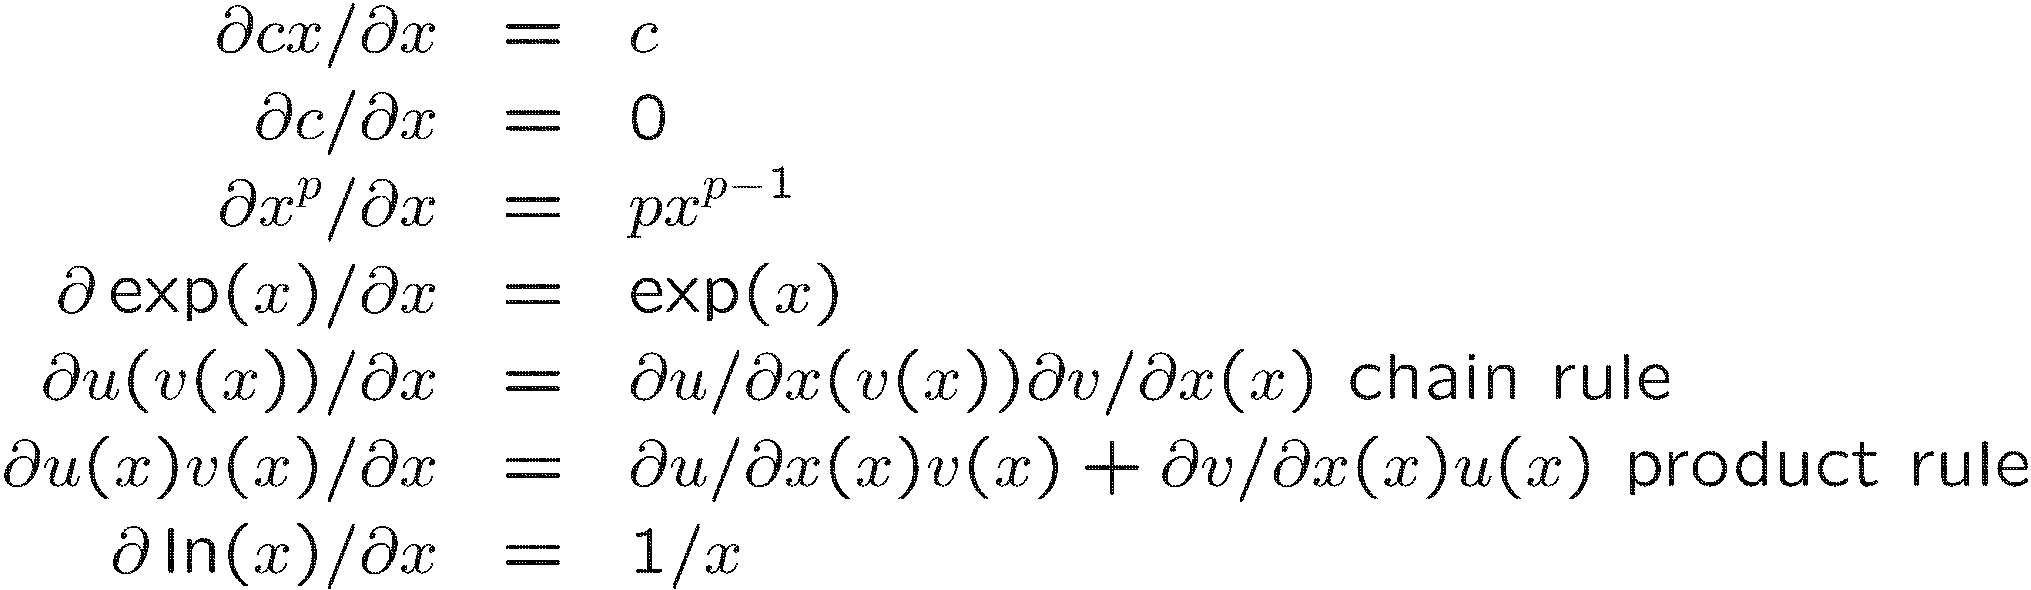 ∂cx/∂x = c
∂c/∂x = 0
∂x^p/∂x = px^{p−1}
∂ exp(x)/∂x = exp(x)
∂u(v(x))/∂x = ∂u/∂x(v(x))∂v/∂x(x) chain rule
∂u(x)v(x)/∂x = ∂u/∂x(x)v(x) + ∂v/∂x(x)u(x) product rule
∂ ln(x)/∂x = 1/x